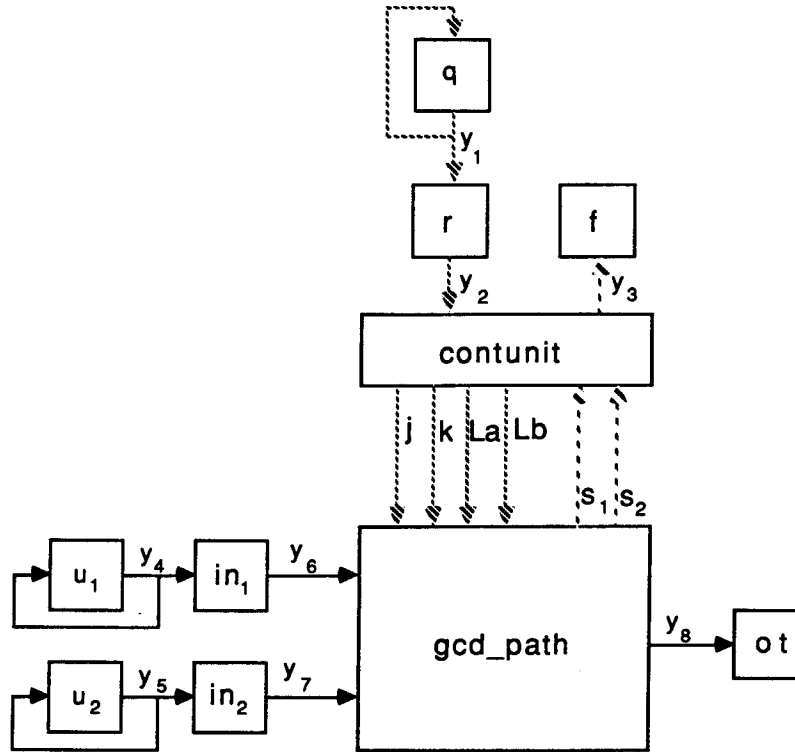 q
y₁
r
f
y₂
y₃
contunit
j
k
La
Lb
s₁
s₂
u₁
y₄
in₁
y₆
gcd_path
y₈
ot
u₂
y₅
in₂
y₇